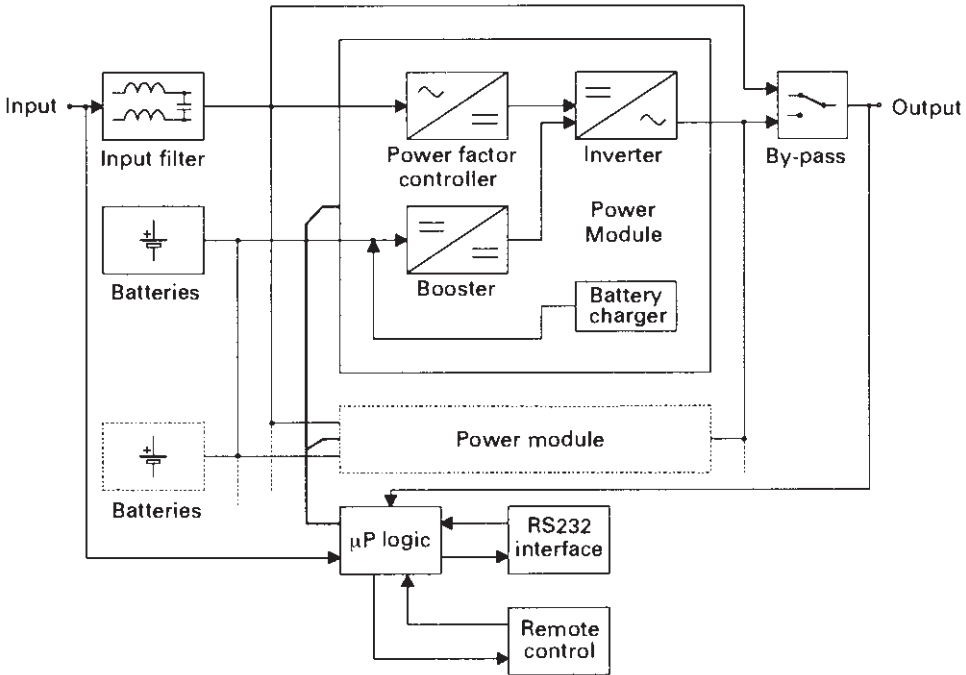 Input
Input filter
Power factor
controller
Inverter
By-pass
Output
Batteries
Booster
Power
Module
Battery
charger
Power module
Batteries
µP logic
RS232
interface
Remote
control